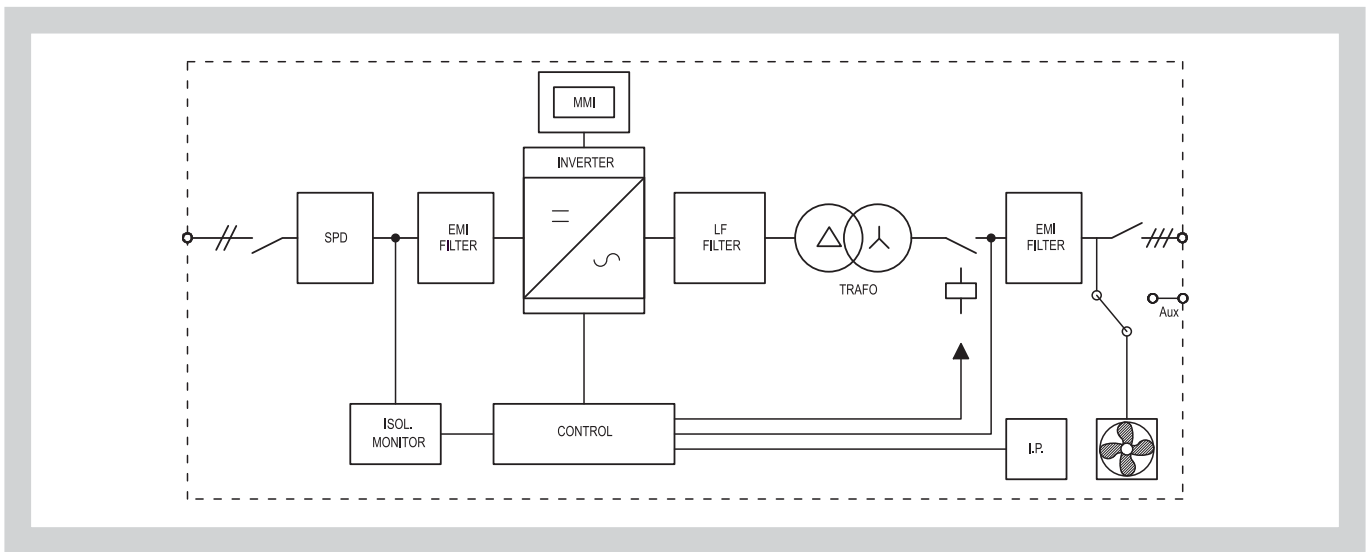 MMI
INVERTER
SPD
EMI
FILTER
LF
FILTER
TRAFO
EMI
FILTER
Aux
ISOL.
MONITOR
CONTROL
I.P.